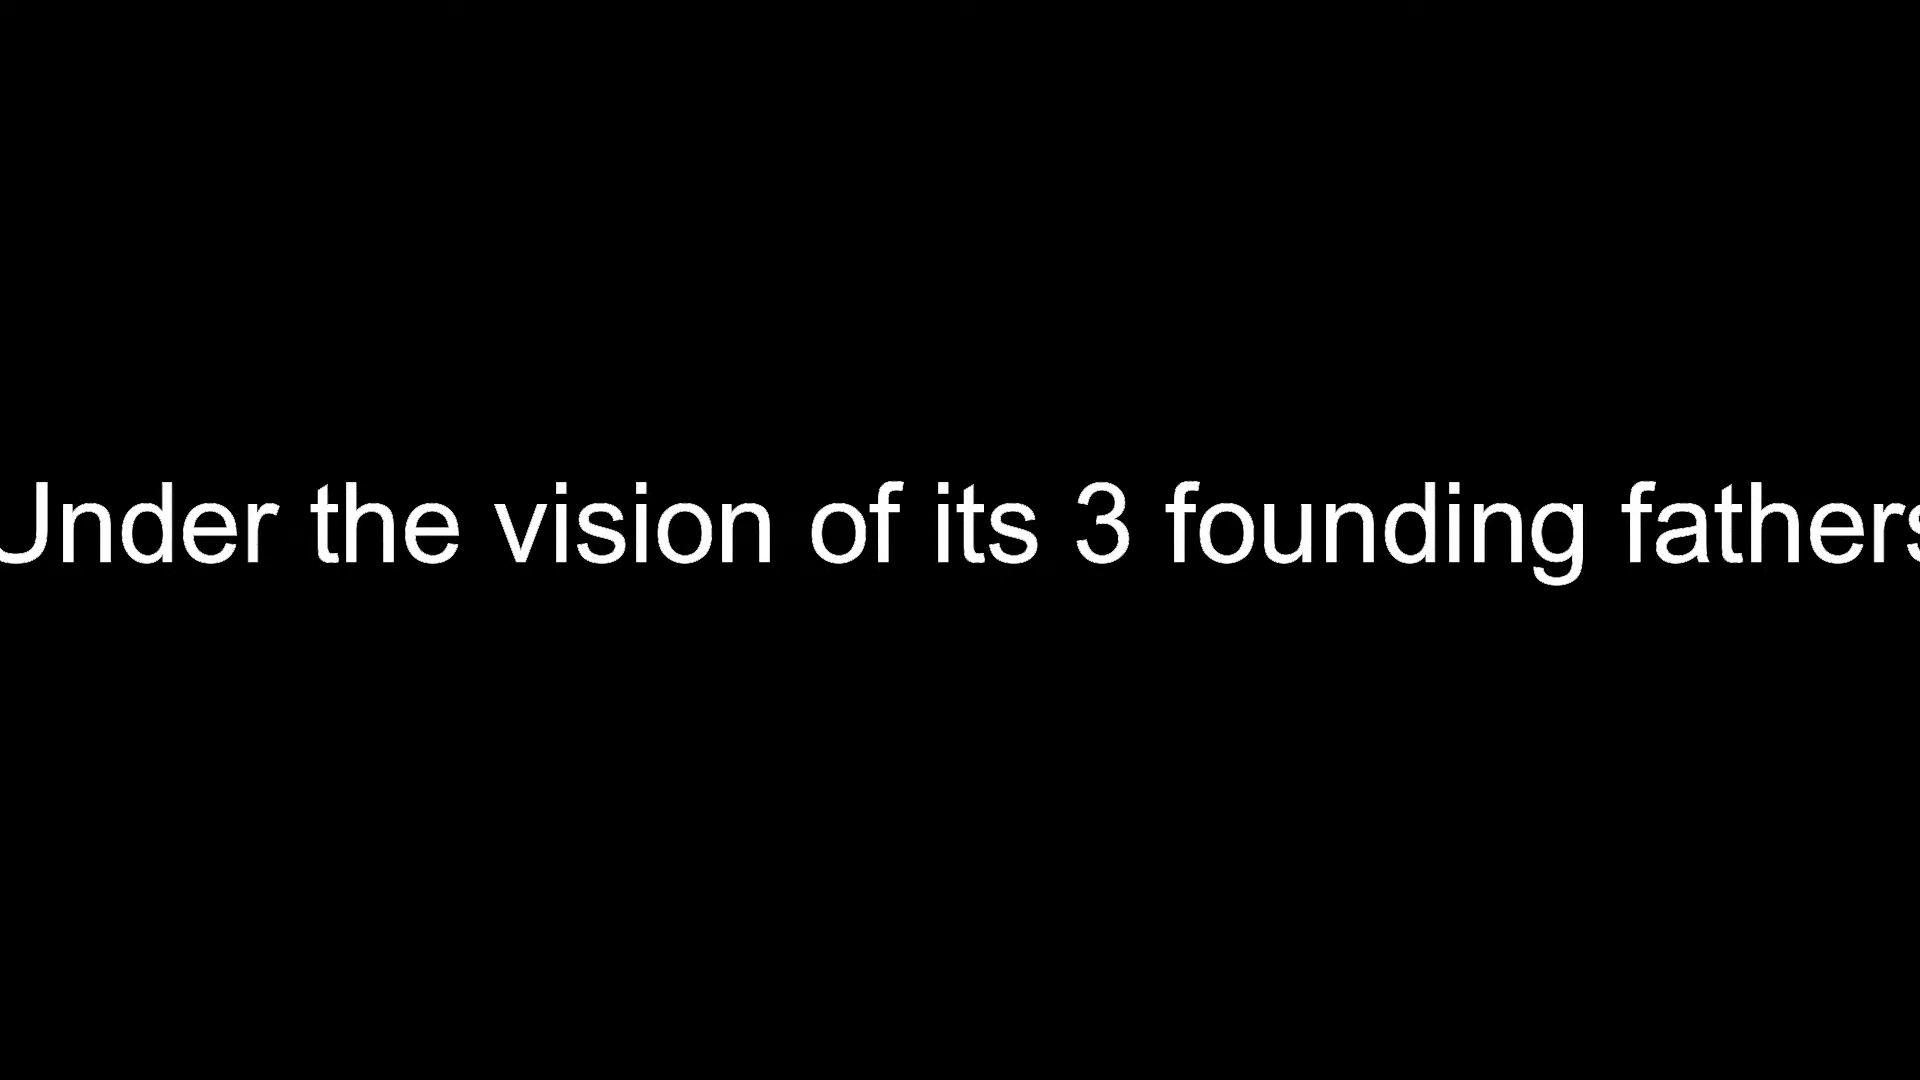 Under the vision of its 3 founding fathers